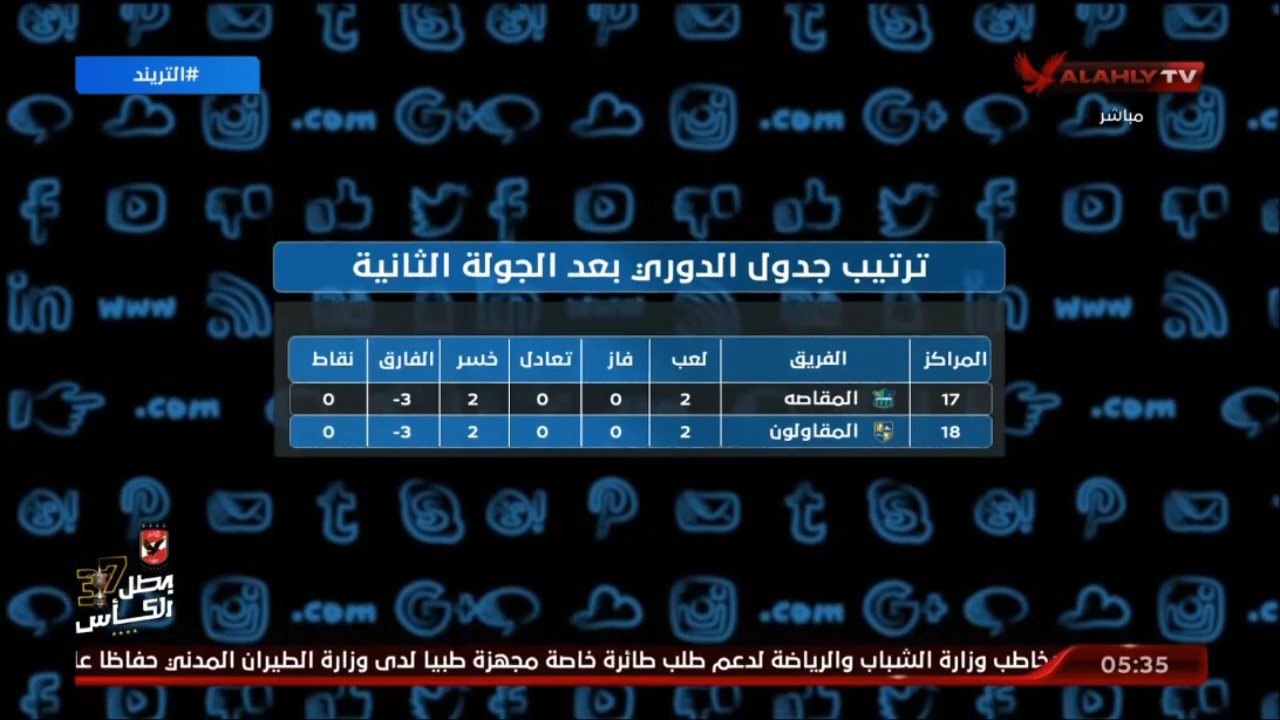 #التريند
ALAHLY TV
مباشر
ترتيب جدول الدوري بعد الجولة الثانية
المراكز الفريق لعب فاز تعادل خسر الفارق نقاط
17 المقاصه 2 0 0 2 -3 0
18 المقاولون 2 0 0 2 -3 0
بطل 37
الكأس
خاطب وزارة الشباب والرياضة لدعم طلب طائرة خاصة مجهزة طبيا لدى وزارة الطيران المدني حفاظا
05:35